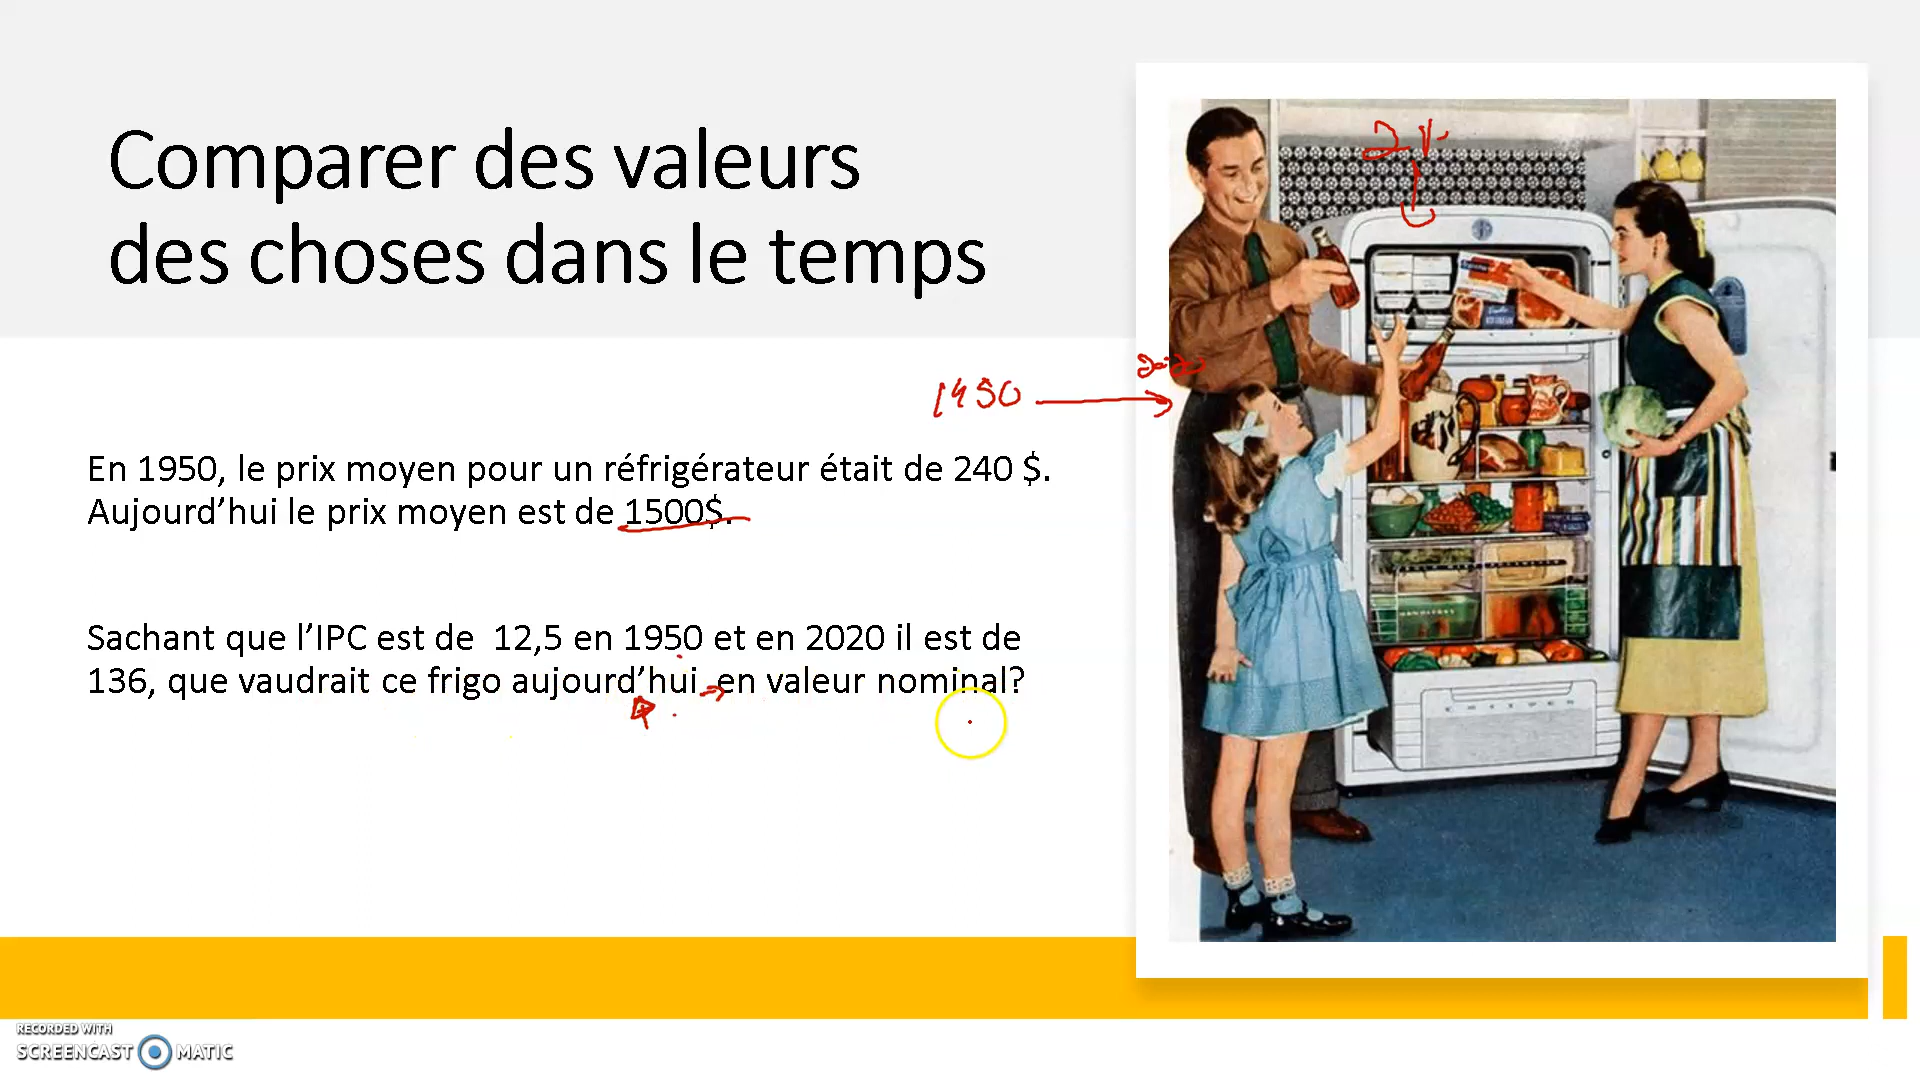 Comparer des valeurs
des choses dans le temps
1950
2020
En 1950, le prix moyen pour un réfrigérateur était de 240 $.
Aujourd’hui le prix moyen est de 1500$.
Sachant que l’IPC est de 12,5 en 1950 et en 2020 il est de
136, que vaudrait ce frigo aujourd’hui en valeur nominal?
RECORDED WITH
SCREENCAST MATIC